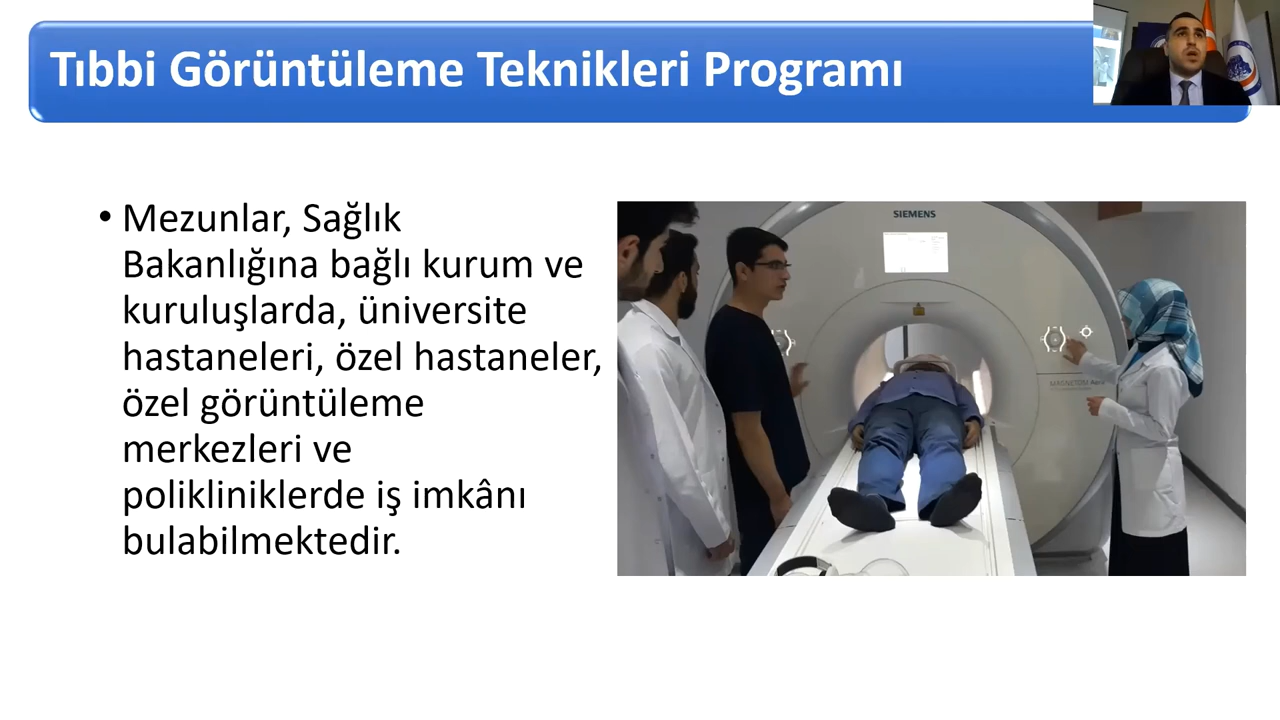 Tıbbi Görüntüleme Teknikleri Programı
• Mezunlar, Sağlık
Bakanlığına bağlı kurum ve
kuruluşlarda, üniversite
hastaneleri, özel hastaneler,
özel görüntüleme
merkezleri ve
polikliniklerde iş imkânı
bulabilmektedir.
SIEMENS